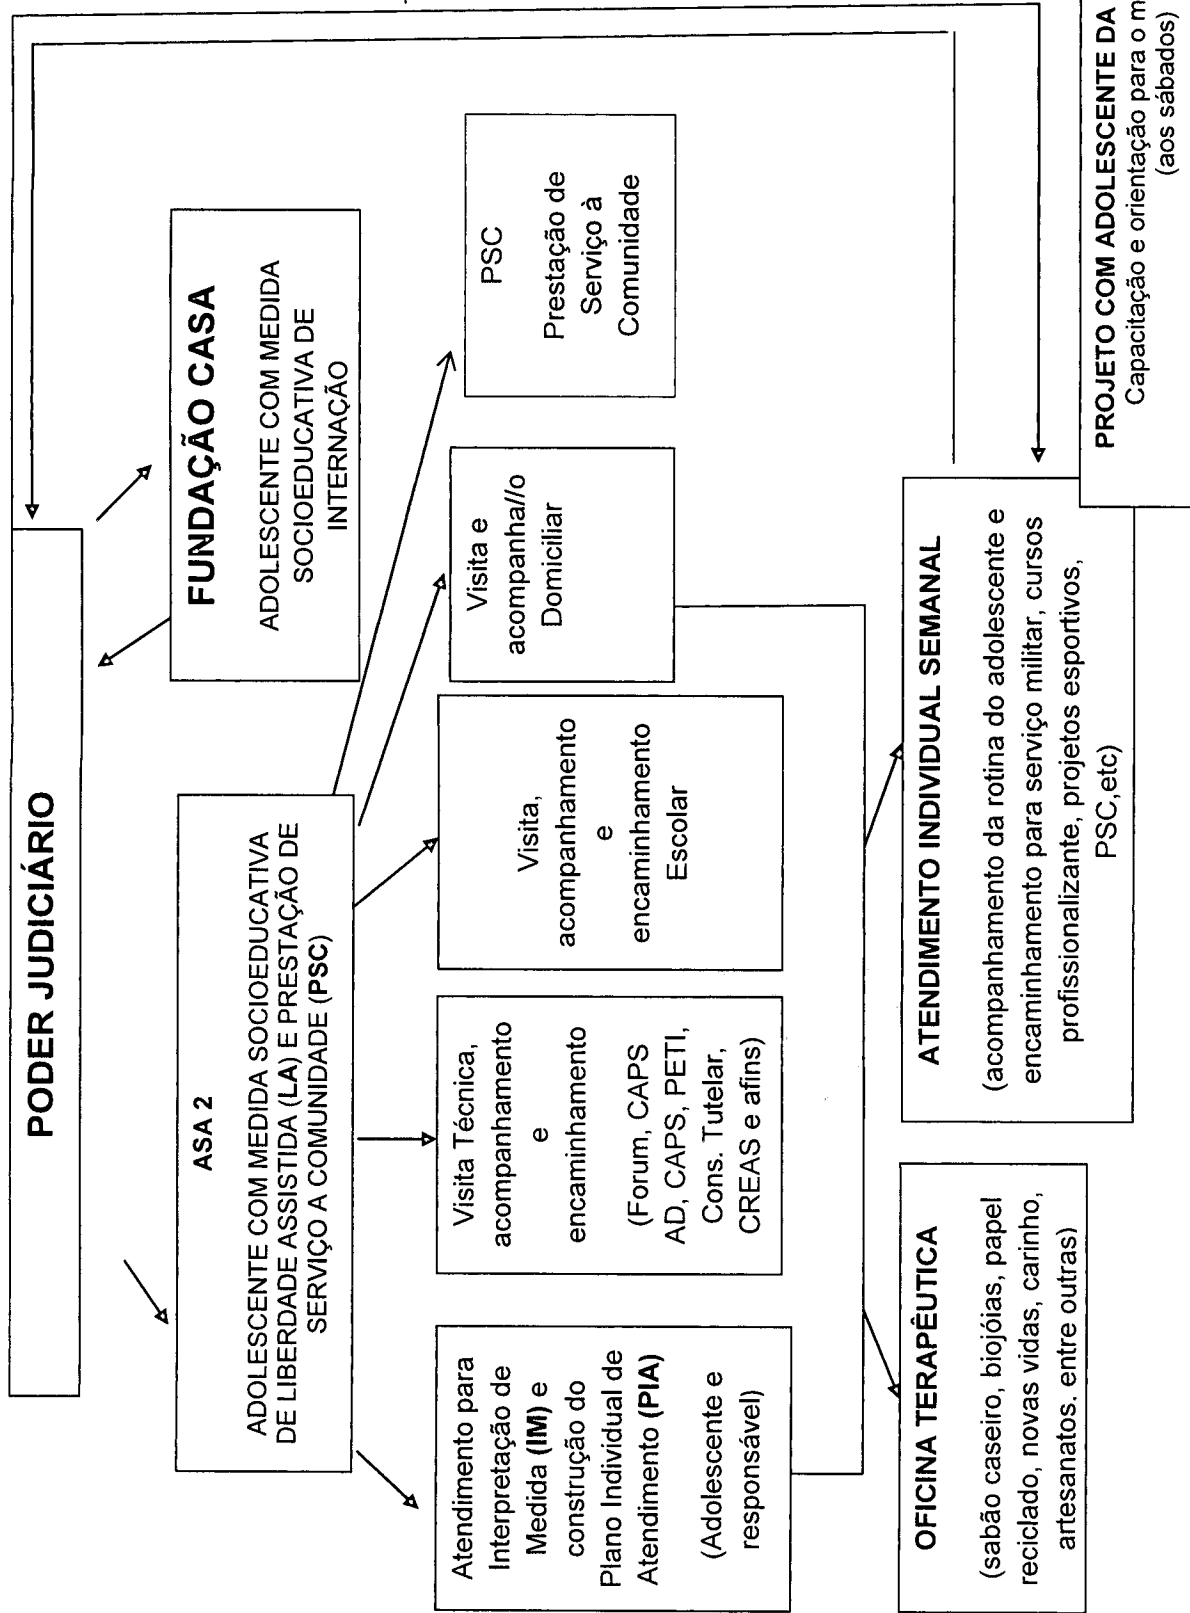 PODER JUDICIÁRIO
ASA 2
ADOLESCENTE COM MEDIDA SOCIOEDUCATIVA
DE LIBERDADE ASSISTIDA (LA) E PRESTAÇÃO DE
SERVIÇO A COMUNIDADE (PSC)
FUNDAÇÃO CASA
ADOLESCENTE COM MEDIDA
SOCIOEDUCATIVA DE
INTERNAÇÃO
Atendimento para
Interpretação de
Medida (IM) e
construção do
Plano Individual de
Atendimento (PIA)
(Adolescente e
responsável)
Visita Técnica,
acompanhamento
e
encaminhamento
(Forum, CAPS
AD, CAPS, PETI,
Cons. Tutelar,
CREAS e afins)
Visita,
acompanhamento
e
encaminhamento
Escolar
Visita e
acompanha//o
Domiciliar
PSC
Prestação de
Serviço à
Comunidade
OFICINA TERAPÊUTICA
(sabão caseiro, biojóias, papel
reciclado, novas vidas, carinho,
artesanatos. entre outras)
ATENDIMENTO INDIVIDUAL SEMANAL
(acompanhamento da rotina do adolescente e
encaminhamento para serviço militar, cursos
profissionalizante, projetos esportivos,
PSC,etc)
PROJETO COM ADOLESCENTE DA
Capacitação e orientação para o m
(aos sábados)